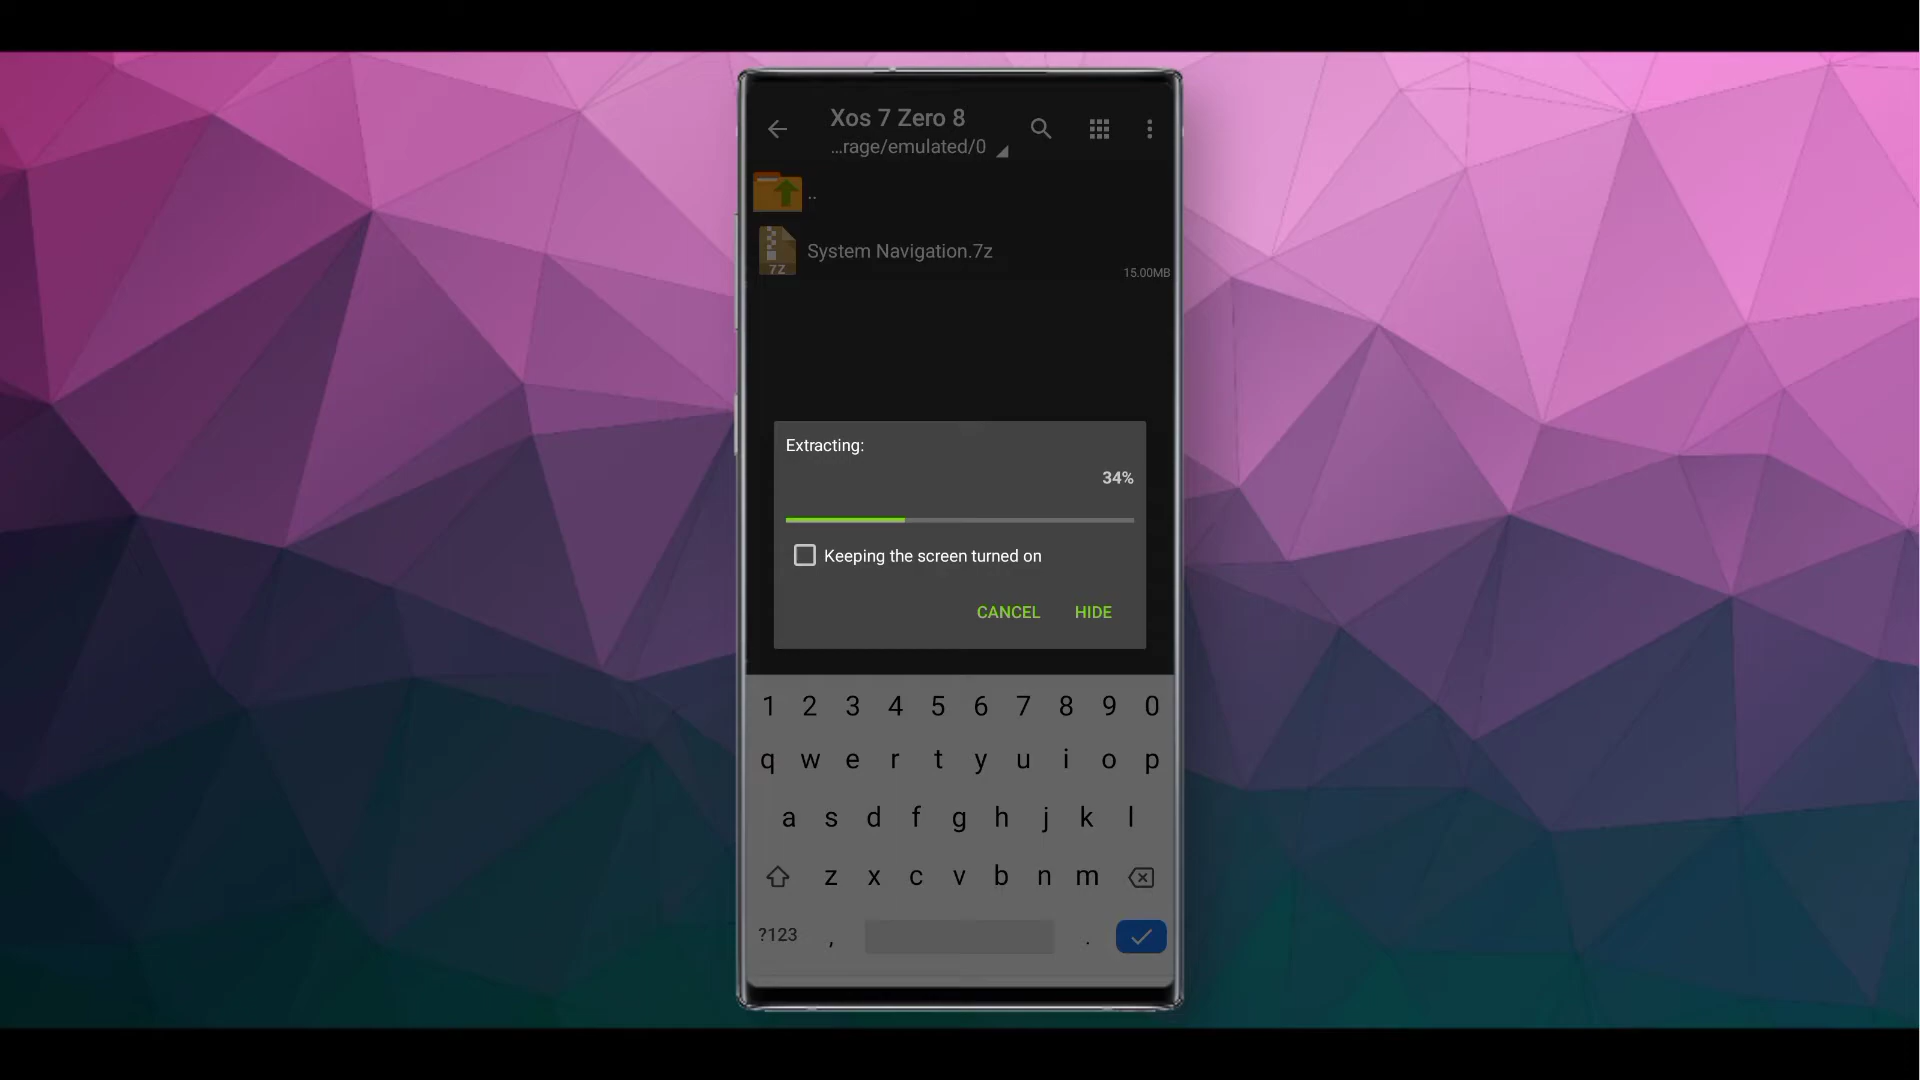 Xos 7 Zero 8
...rage/emulated/0
..
7Z
System Navigation.7z
15.00MB
Extracting:
34%
Keeping the screen turned on
CANCEL HIDE
1 2 3 4 5 6 7 8 9 0
q w e r t y u i o p
a s d f g h j k l
z x c v b n m
?123 , .